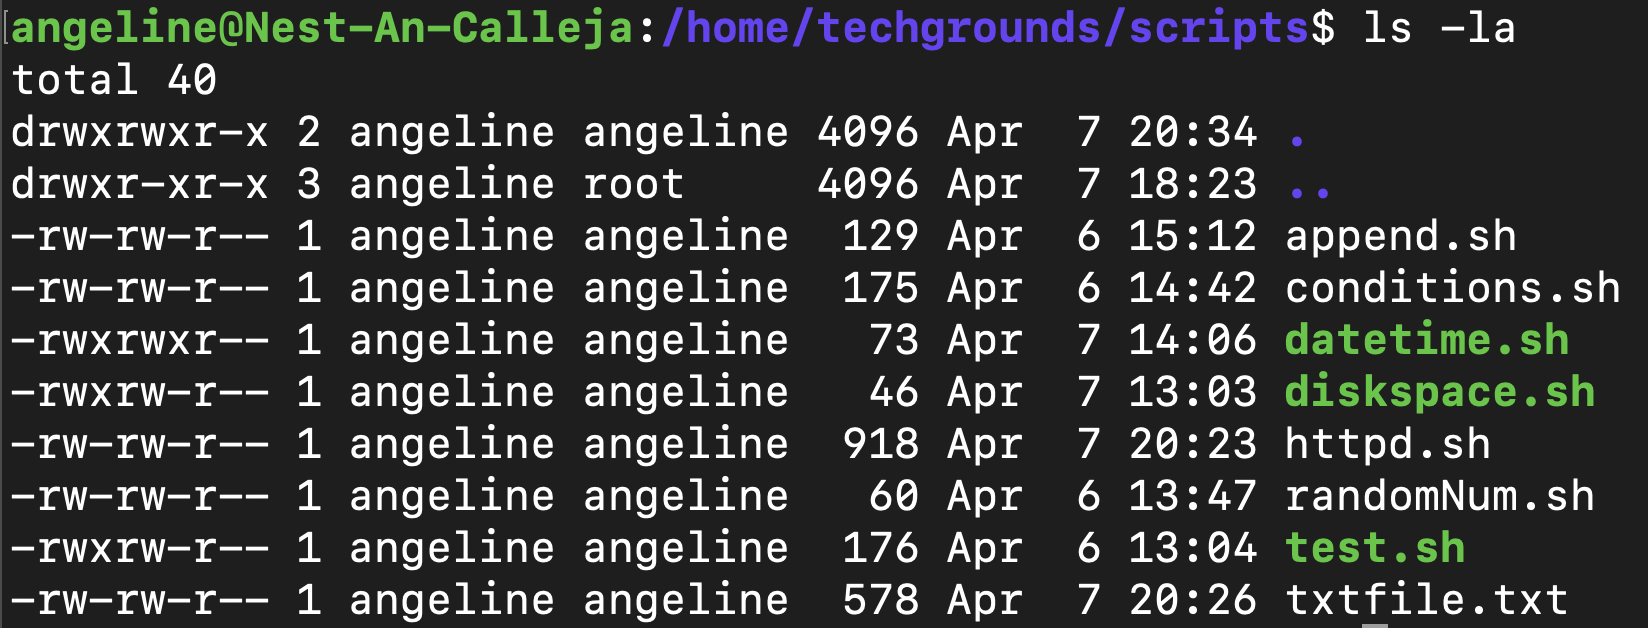 angeline@Nest-An-Calleja:/home/techgrounds/scripts$ ls -la
total 40
drwxrwxr-x 2 angeline angeline 4096 Apr  7 20:34 .
drwxr-xr-x 3 angeline root     4096 Apr  7 18:23 ..
-rw-rw-r-- 1 angeline angeline  129 Apr  6 15:12 append.sh
-rw-rw-r-- 1 angeline angeline  175 Apr  6 14:42 conditions.sh
-rwxrwxr-- 1 angeline angeline   73 Apr  7 14:06 datetime.sh
-rwxrw-r-- 1 angeline angeline   46 Apr  7 13:03 diskspace.sh
-rw-rw-r-- 1 angeline angeline  918 Apr  7 20:23 httpd.sh
-rw-rw-r-- 1 angeline angeline   60 Apr  6 13:47 randomNum.sh
-rwxrw-r-- 1 angeline angeline  176 Apr  6 13:04 test.sh
-rw-rw-r-- 1 angeline angeline  578 Apr  7 20:26 txtfile.txt